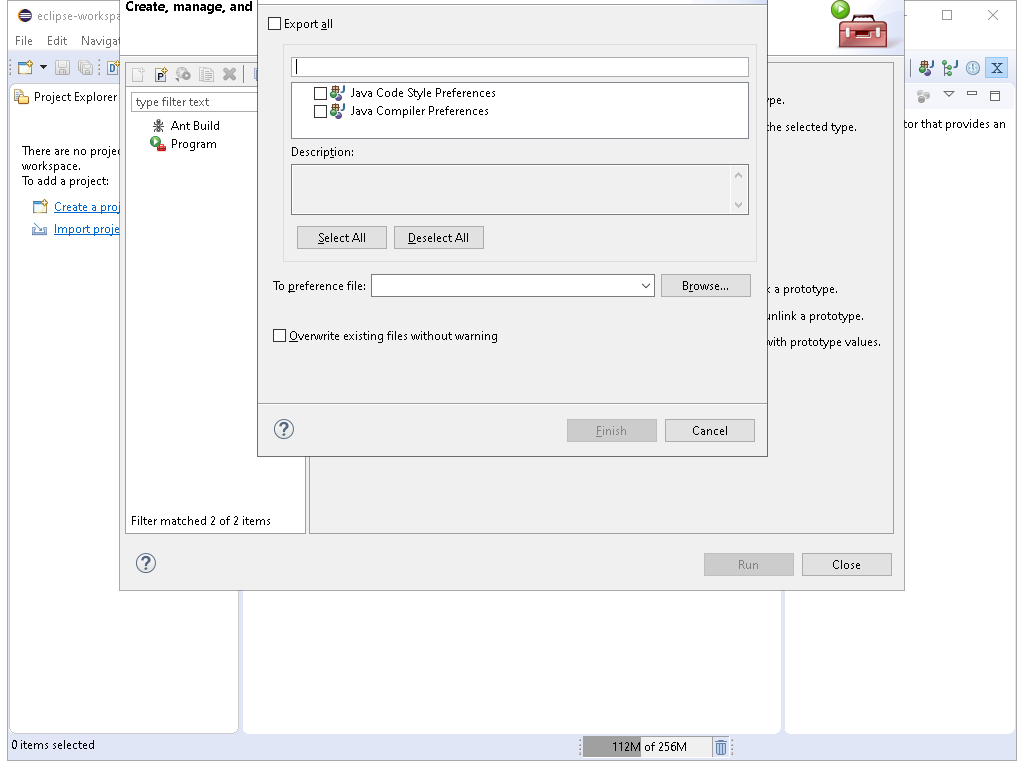 eclipse-workspa
Create, manage, and
File Edit Navigat
Export all
type filter text
Project Explorer
Ant Build
Program
There are no projec
workspace.
To add a project:
Create a proj
Import proje
Java Code Style Preferences
Java Compiler Preferences
Description:
Select All
Deselect All
To preference file:
Browse...
Overwrite existing files without warning
Finish
Cancel
ype.
he selected type.
tor that provides an
k a prototype.
unlink a prototype.
with prototype values.
Filter matched 2 of 2 items
Run
Close
0 items selected
112M of 256M